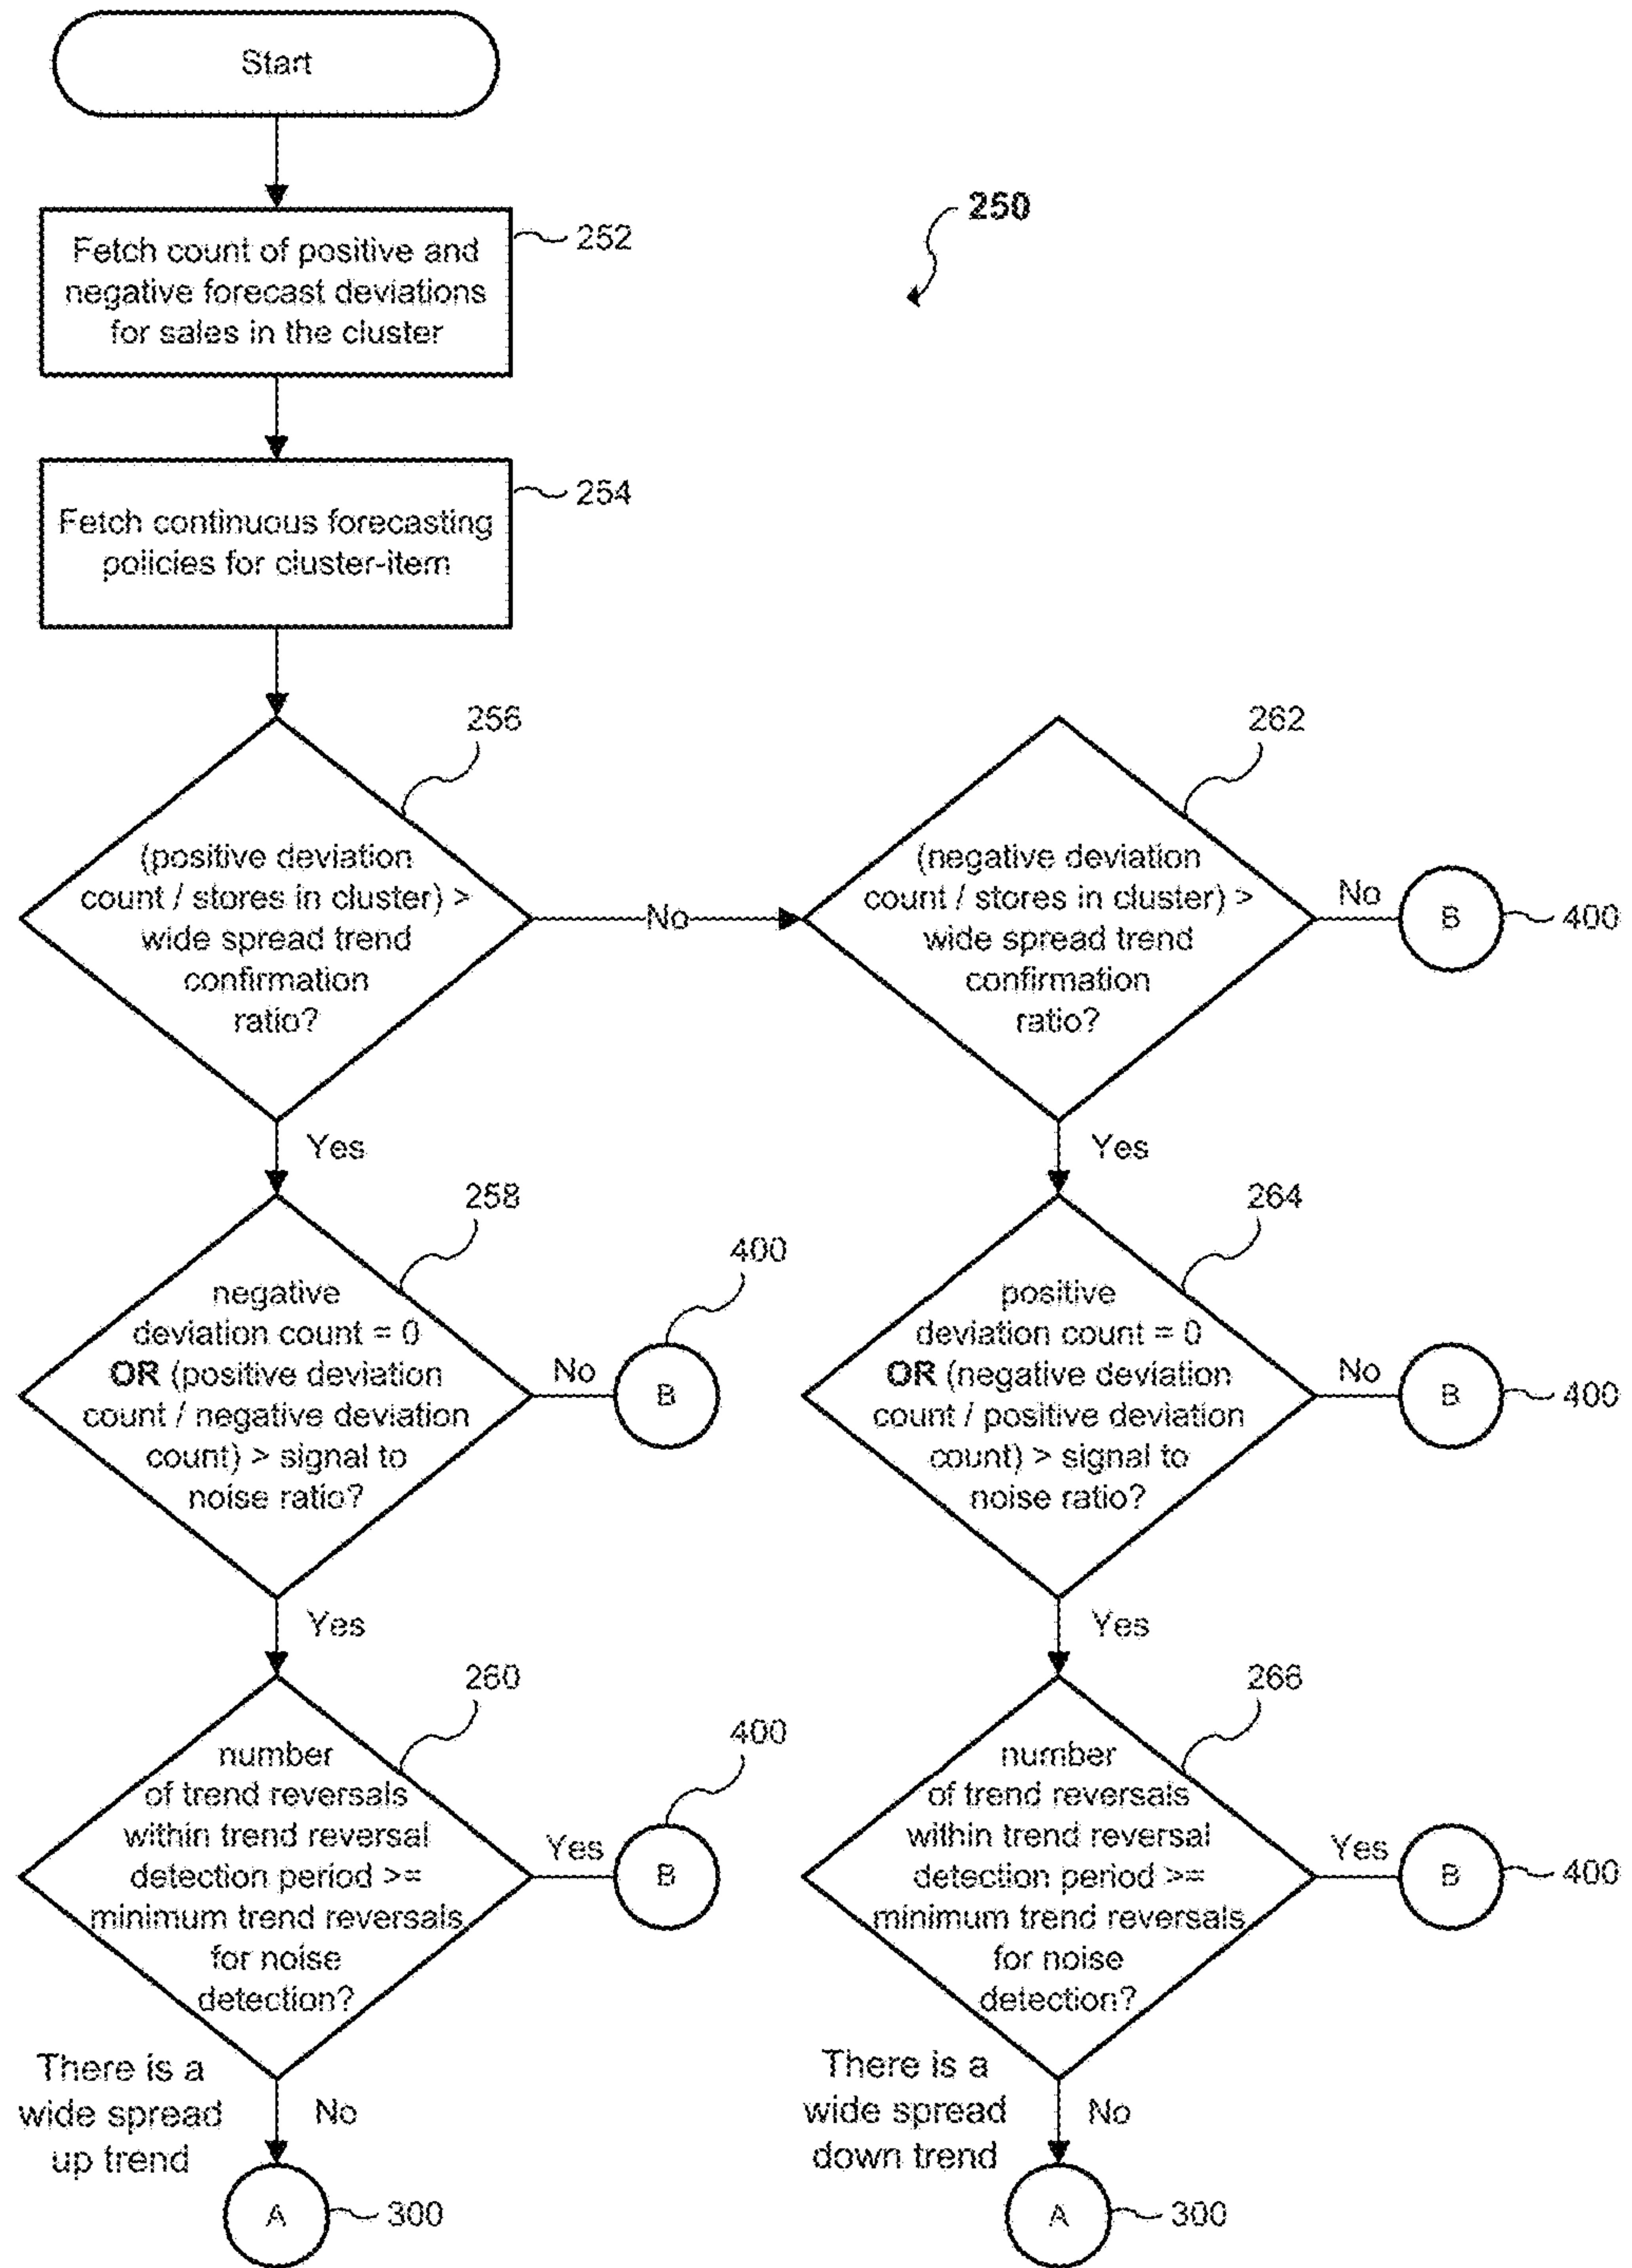 Start
250
Fetch count of positive and
negative forecast deviations
for sales in the cluster
252
Fetch continuous forecasting
policies for cluster-item
254
256
(positive deviation
count / stores in cluster) >
wide spread trend
confirmation
ratio?
No
262
(negative deviation
count / stores in cluster) >
wide spread trend
confirmation
ratio?
No
B
400
Yes
Yes
258
negative
deviation count = 0
OR (positive deviation
count / negative deviation
count) > signal to
noise ratio?
No
400
B
264
positive
deviation count = 0
OR (negative deviation
count / positive deviation
count) > signal to
noise ratio?
No
B
400
Yes
Yes
260
number
of trend reversals
within trend reversal
detection period >=
minimum trend reversals
for noise
detection?
Yes
400
B
266
number
of trend reversals
within trend reversal
detection period >=
minimum trend reversals
for noise
detection?
Yes
B
400
There is a
wide spread
up trend
No
A
300
There is a
wide spread
down trend
No
A
300